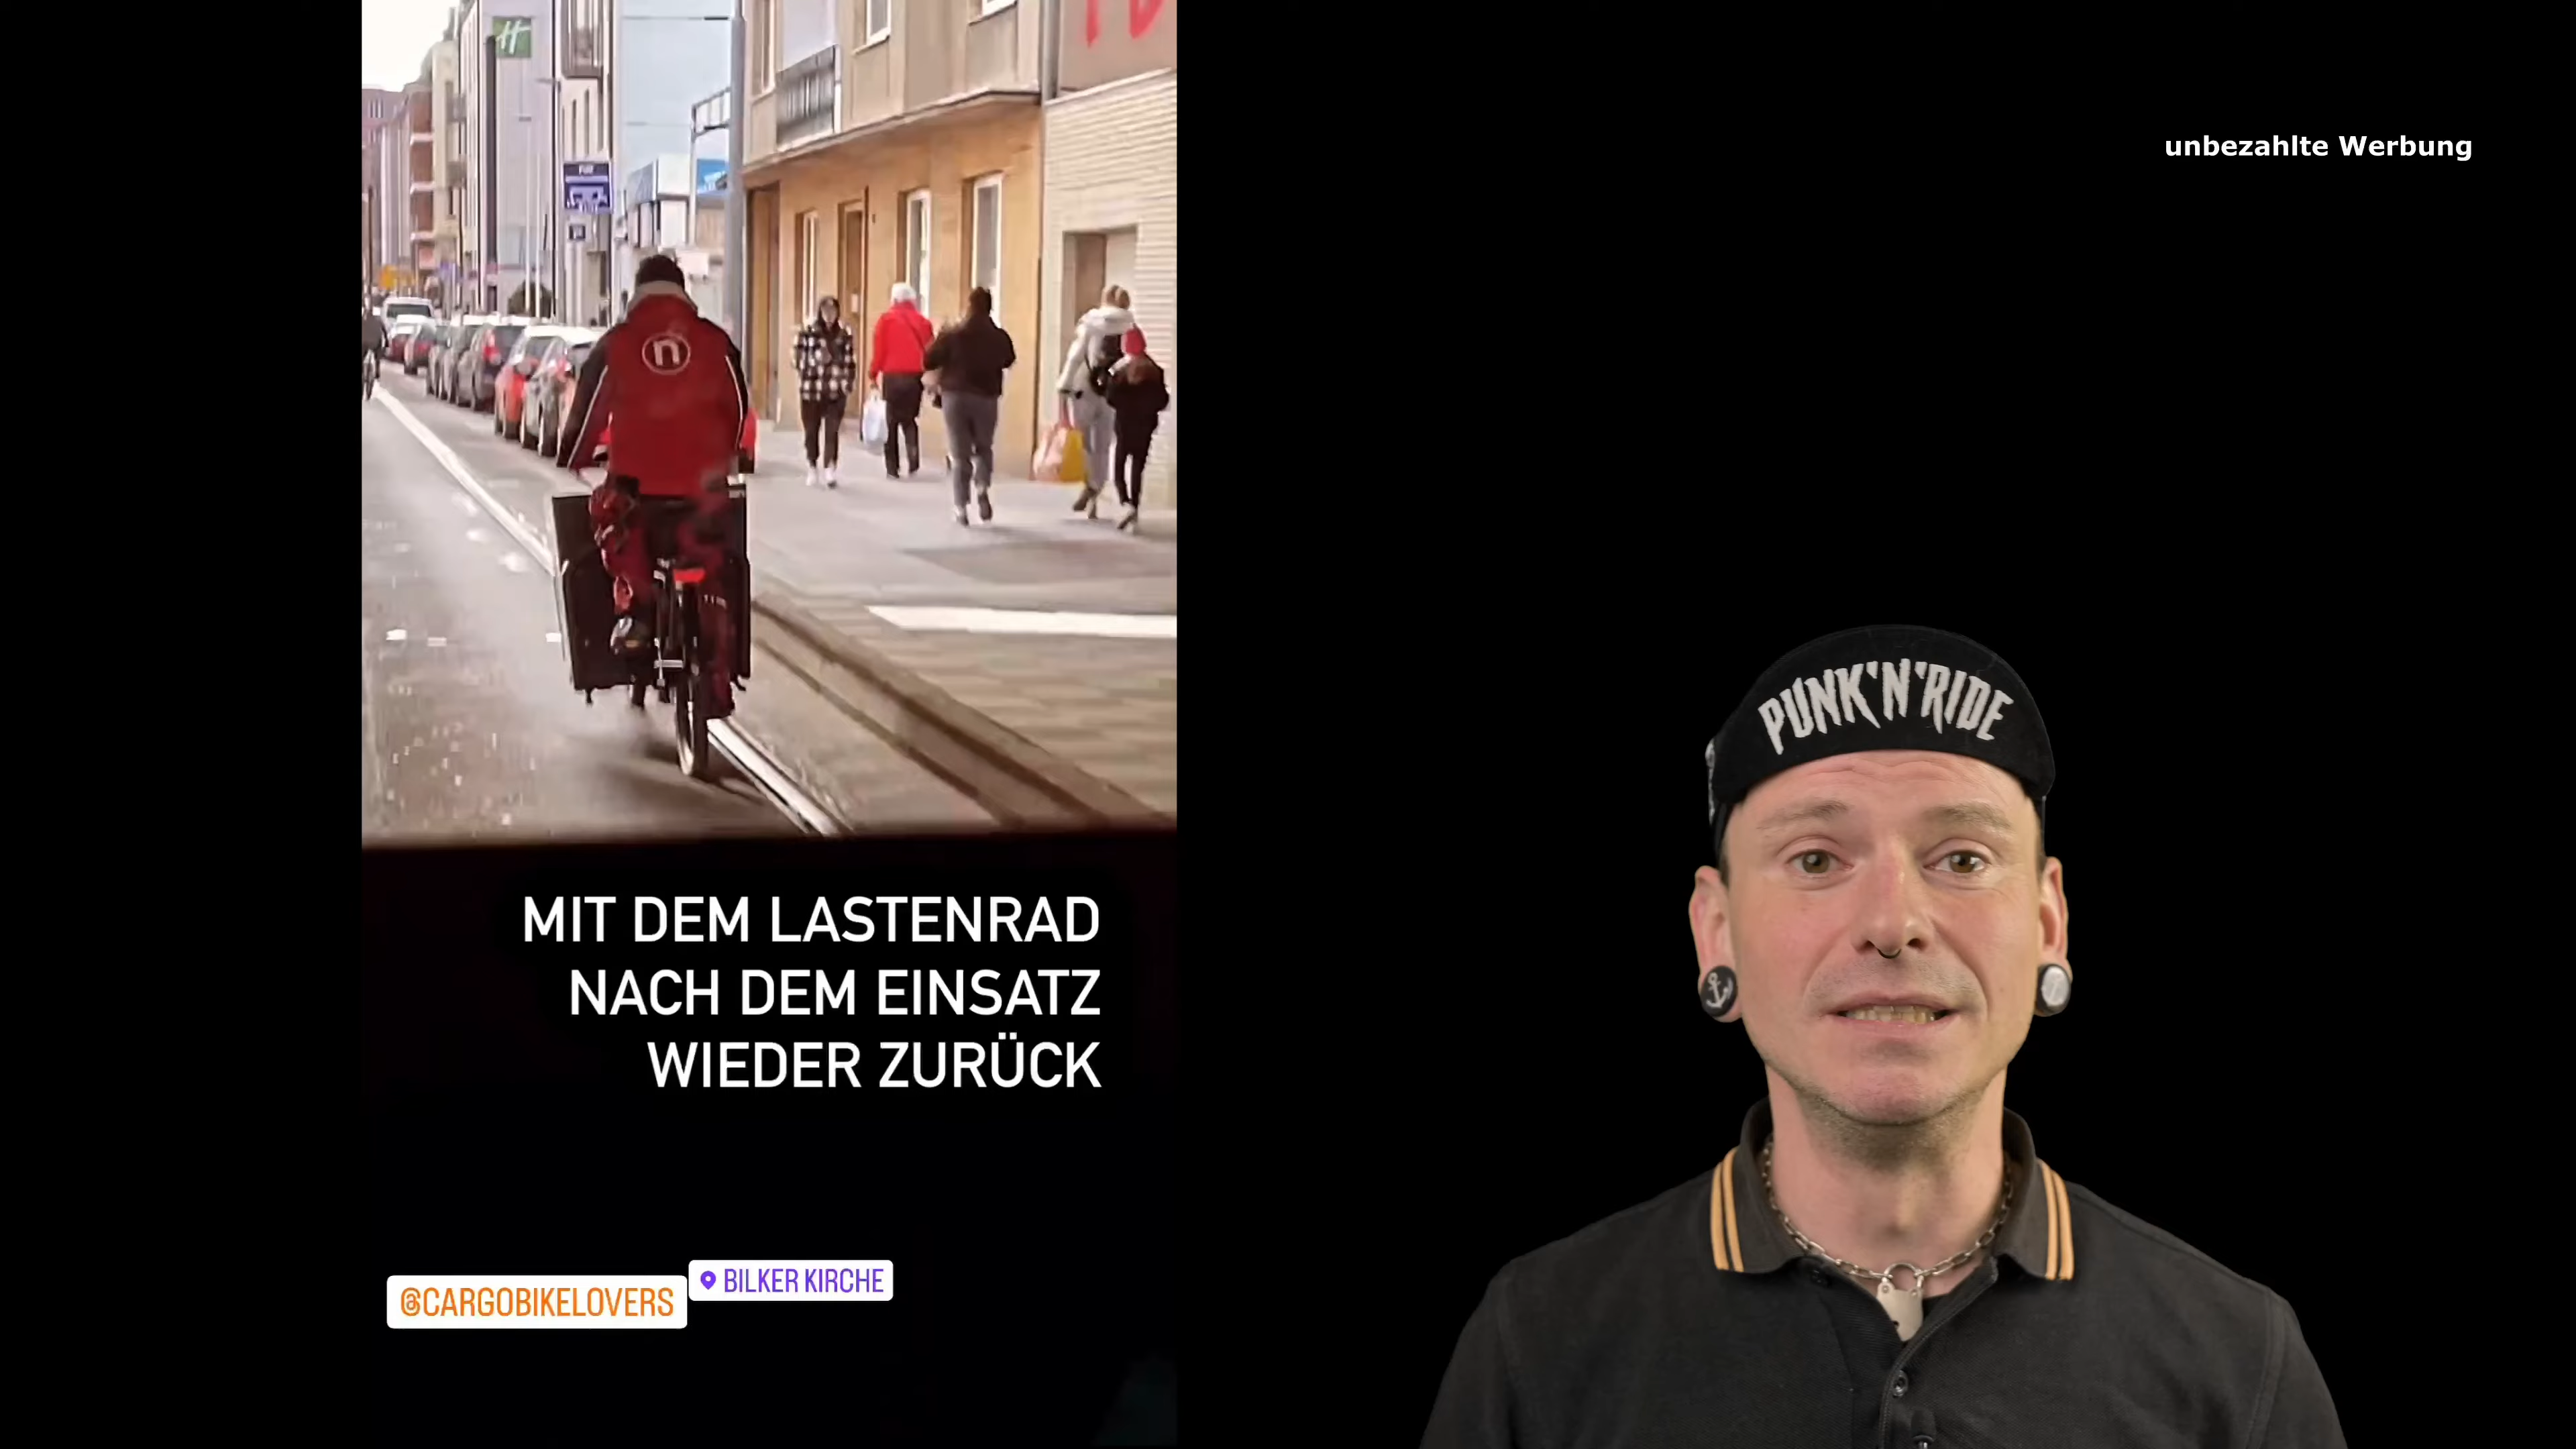 n
unbezahlte Werbung
PUNK'N'RIDE
MIT DEM LASTENRAD
NACH DEM EINSATZ
WIEDER ZURÜCK
@CARGOBIKELOVERS
BILKER KIRCHE